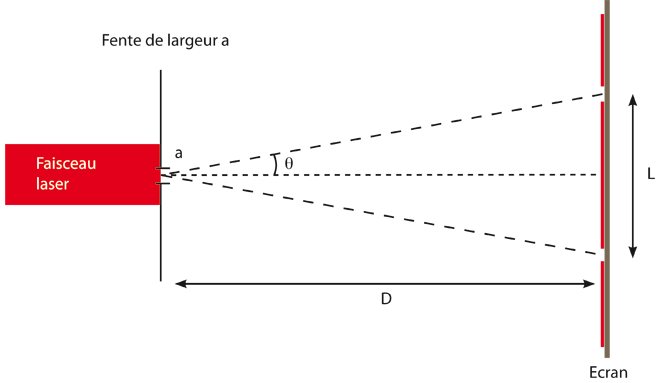 Fente de largeur a
a
Faisceau
laser
θ
L
D
Ecran